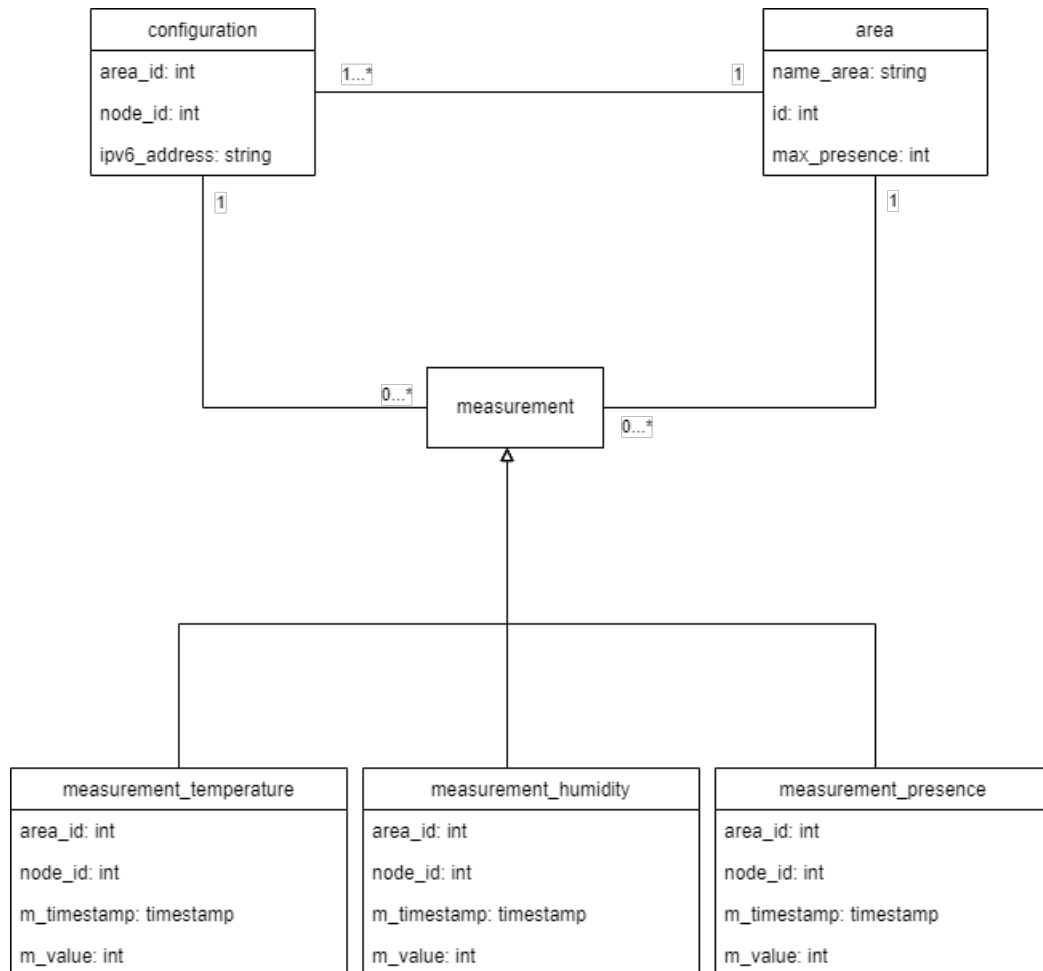 configuration
area_id: int
node_id: int
ipv6_address: string
area
name_area: string
id: int
max_presence: int
1...*
1
1
1
measurement
0...*
0...*
measurement_temperature
area_id: int
node_id: int
m_timestamp: timestamp
m_value: int
measurement_humidity
area_id: int
node_id: int
m_timestamp: timestamp
m_value: int
measurement_presence
area_id: int
node_id: int
m_timestamp: timestamp
m_value: int